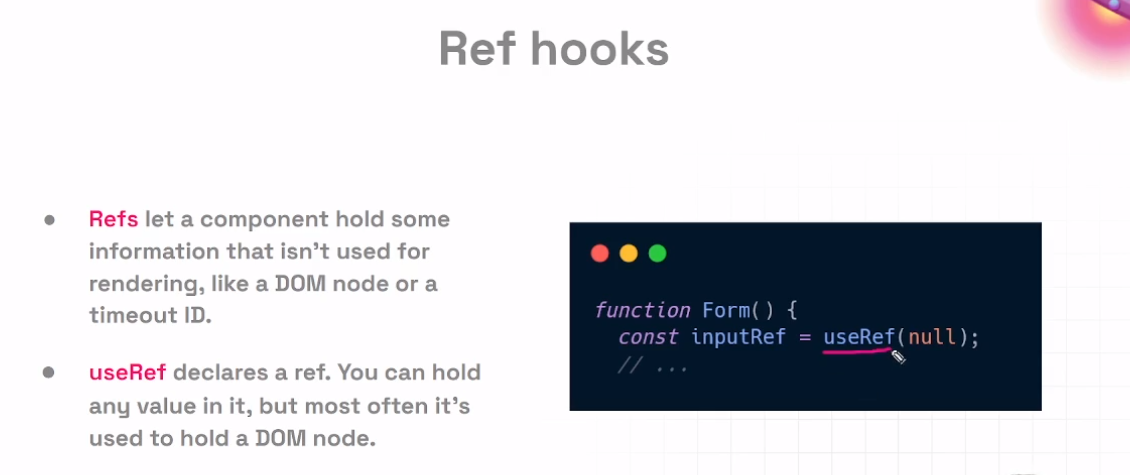 Ref hooks
● Refs let a component hold some
information that isn't used for
rendering, like a DOM node or a
timeout ID.
● useRef declares a ref. You can hold
any value in it, but most often it's
used to hold a DOM node.
function Form() {
  const inputRef = useRef(null);
  // ...